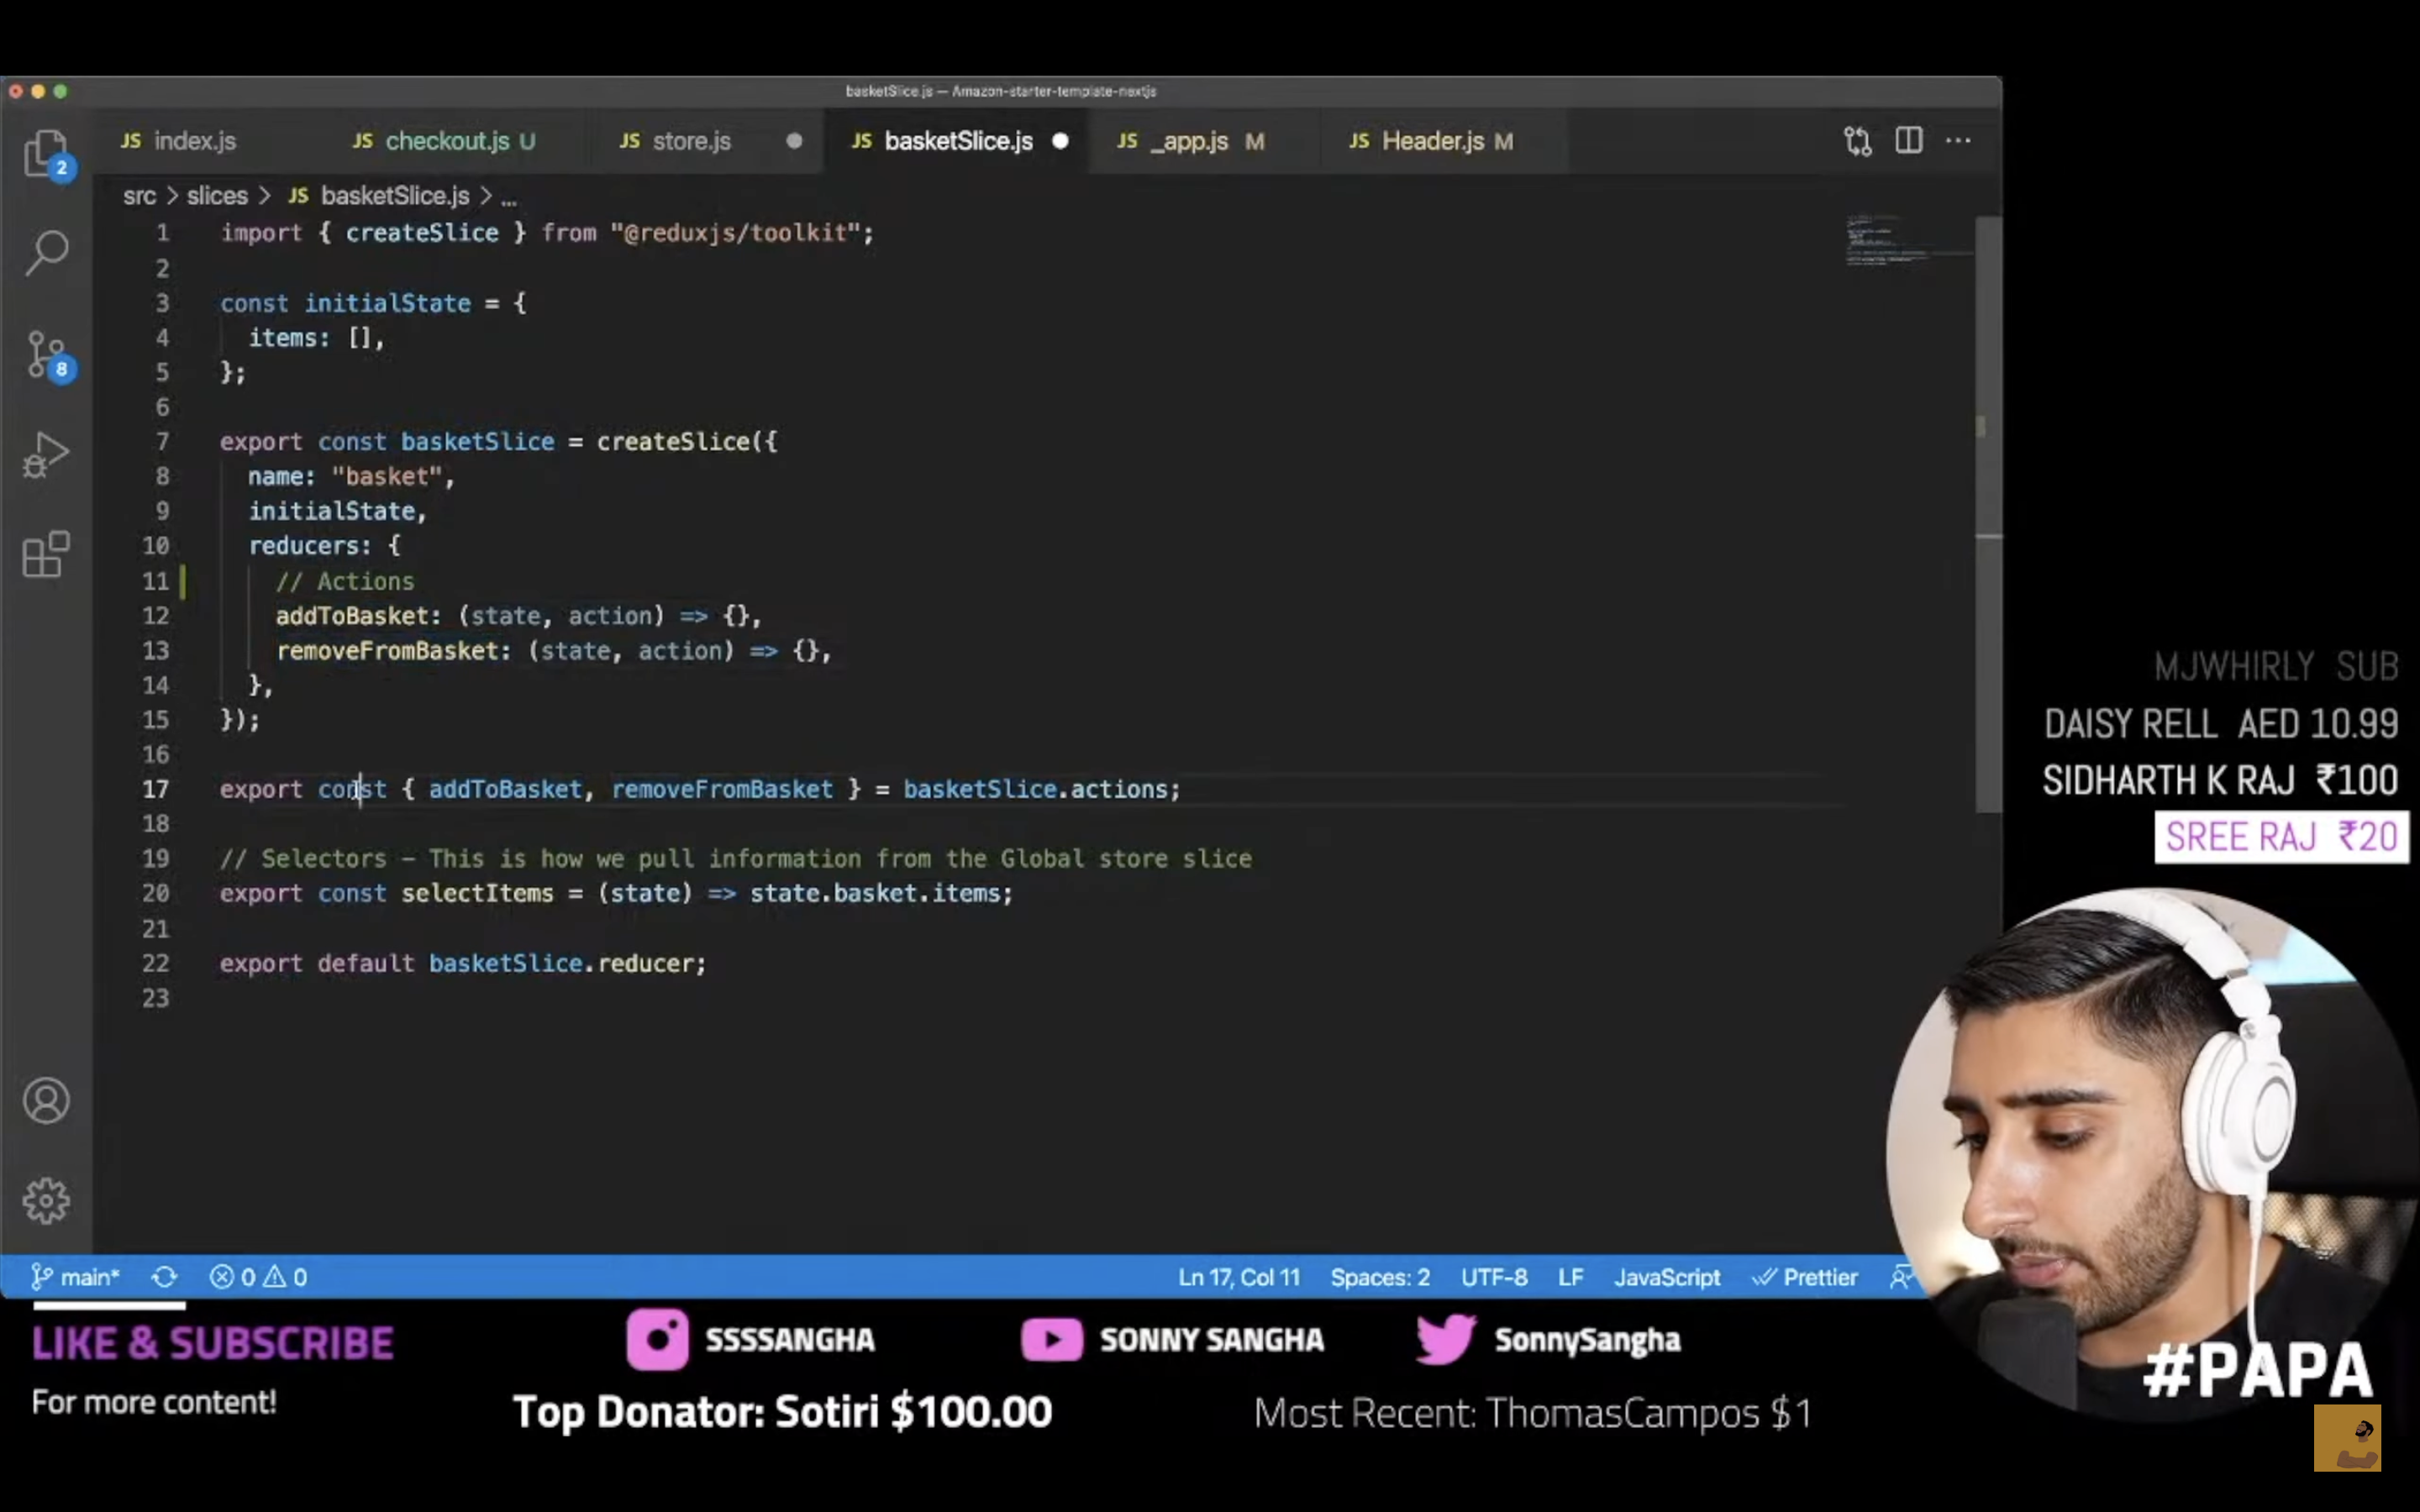 basketSlice.js — Amazon-starter-template-nextjs
JS index.js
JS checkout.js U
JS store.js
JS basketSlice.js
JS _app.js M
JS Header.js M
2
8
src > slices > JS basketSlice.js > ...
1 import { createSlice } from "@reduxjs/toolkit";
2
3 const initialState = {
4 items: [],
5 };
6
7 export const basketSlice = createSlice({
8 name: "basket",
9 initialState,
10 reducers: {
11 // Actions
12 addToBasket: (state, action) => {},
13 removeFromBasket: (state, action) => {},
14 },
15 });
16
17 export const { addToBasket, removeFromBasket } = basketSlice.actions;
18
19 // Selectors - This is how we pull information from the Global store slice
20 export const selectItems = (state) => state.basket.items;
21
22 export default basketSlice.reducer;
23
MJWHIRLY SUB
DAISY RELL AED 10.99
SIDHARTH K RAJ ₹100
SREE RAJ ₹20
main* 0 0 Ln 17, Col 11 Spaces: 2 UTF-8 LF JavaScript Prettier
LIKE & SUBSCRIBE
For more content!
SSSSANGHA
SONNY SANGHA
SonnySangha
Top Donator: Sotiri $100.00
Most Recent: ThomasCampos $1
#PAPA